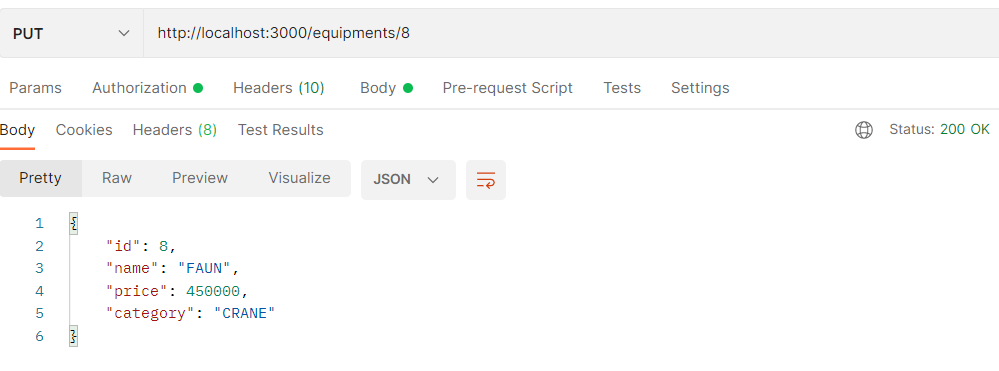 PUT http://localhost:3000/equipments/8
Params Authorization Headers (10) Body Pre-request Script Tests Settings
Body Cookies Headers (8) Test Results Status: 200 OK
Pretty Raw Preview Visualize JSON
1 {
2 "id": 8,
3 "name": "FAUN",
4 "price": 450000,
5 "category": "CRANE"
6 }